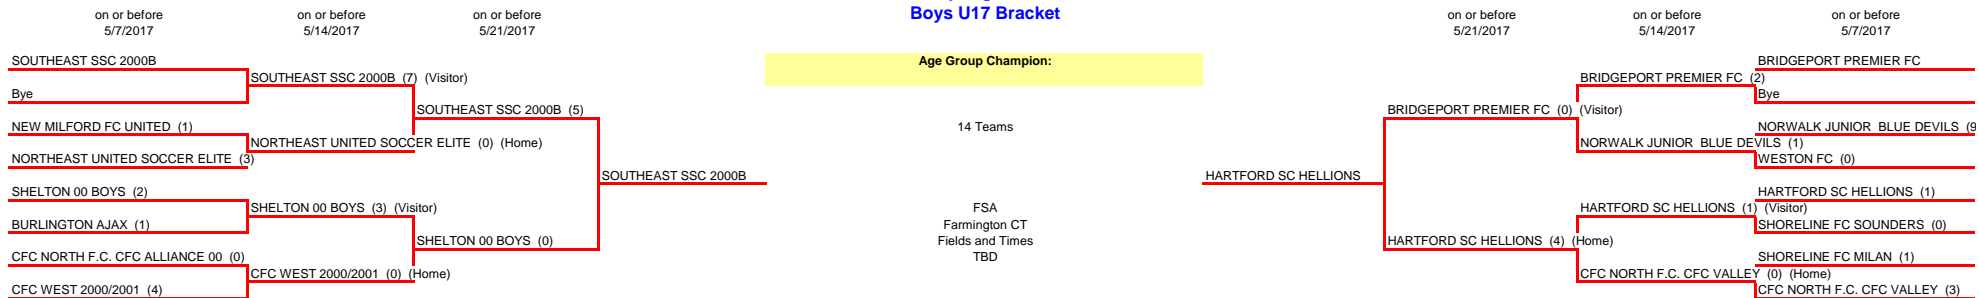 Boys U17 Bracket
on or before
5/7/2017
on or before
5/14/2017
on or before
5/21/2017
on or before
5/21/2017
on or before
5/14/2017
on or before
5/7/2017
SOUTHEAST SSC 2000B
Bye
NEW MILFORD FC UNITED (1)
NORTHEAST UNITED SOCCER ELITE (3)
SHELTON 00 BOYS (2)
BURLINGTON AJAX (1)
CFC NORTH F.C. CFC ALLIANCE 00 (0)
CFC WEST 2000/2001 (4)
SOUTHEAST SSC 2000B (7) (Visitor)
NORTHEAST UNITED SOCCER ELITE (0) (Home)
SHELTON 00 BOYS (3) (Visitor)
CFC WEST 2000/2001 (0) (Home)
SOUTHEAST SSC 2000B (5)
SHELTON 00 BOYS (0)
SOUTHEAST SSC 2000B
Age Group Champion:
14 Teams
FSA
Farmington CT
Fields and Times
TBD
HARTFORD SC HELLIONS
BRIDGEPORT PREMIER FC (0) (Visitor)
HARTFORD SC HELLIONS (4) (Home)
BRIDGEPORT PREMIER FC (2)
NORWALK JUNIOR BLUE DEVILS (1)
HARTFORD SC HELLIONS (1) (Visitor)
CFC NORTH F.C. CFC VALLEY (0) (Home)
BRIDGEPORT PREMIER FC
Bye
NORWALK JUNIOR BLUE DEVILS (9
WESTON FC (0)
HARTFORD SC HELLIONS (1)
SHORELINE FC SOUNDERS (0)
SHORELINE FC MILAN (1)
CFC NORTH F.C. CFC VALLEY (3)